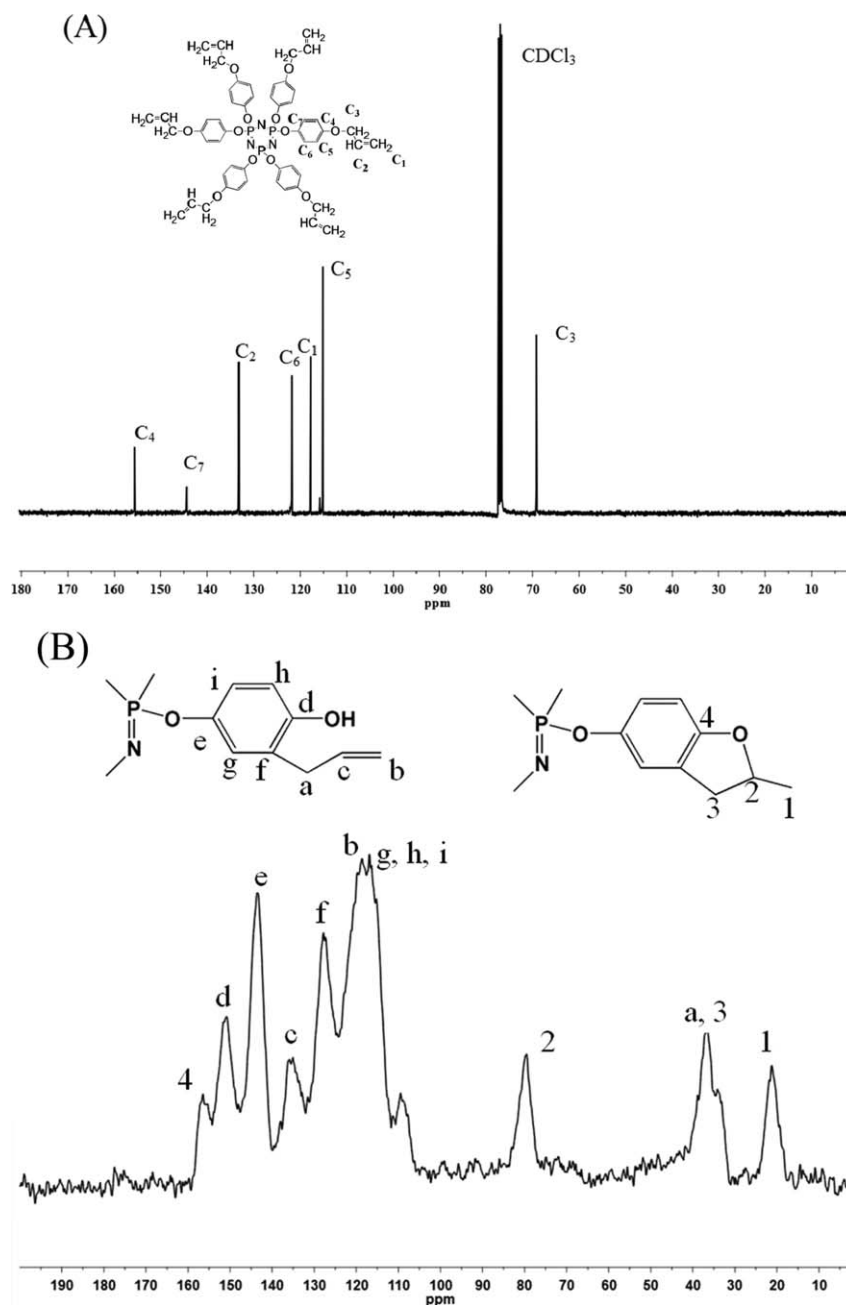 (A)
CDCl₃
H₂C=CH
H₂C
O
HC=CH₂
H₂C
O
H₂C=CH
H₂C-O
O-P
N
P-O
N
N
P
O
O
C
C₄
C₃
C₆
C₅
O
HC=CH₂
C₂
C₁
H₂C=C
H
C
H₂
O
O-CH₂
HC=CH₂
C₄
C₇
C₂
C₆
C₁
C₅
C₃
180 170 160 150 140 130 120 110 100 90 80 70 60 50 40 30 20 10
ppm
(B)
P
N
O
i
h
d
OH
e
g
f
a
c
b
P
N
O
4
O
3
2
1
4
d
e
c
f
b
g, h, i
2
a, 3
1
190 180 170 160 150 140 130 120 110 100 90 80 70 60 50 40 30 20 10
ppm